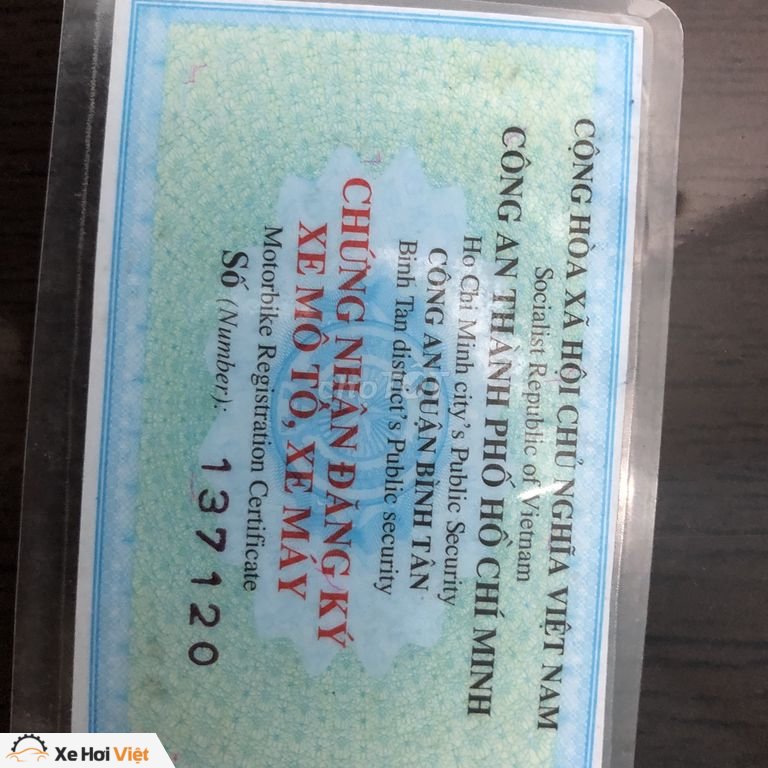 CỘNG HÒA XÃ HỘI CHỦ NGHĨA VIỆT NAM
Socialist Republic of Vietnam
CÔNG AN THÀNH PHỐ HỒ CHÍ MINH
Ho Chi Minh city's Public Security
CÔNG AN QUẬN BÌNH TÂN
Binh Tan district's Public security
CHỨNG NHẬN ĐĂNG KÝ
XE MÔ TÔ, XE MÁY
Motorbike Registration Certificate
Số (Number): 137120
Xe Hơi Việt